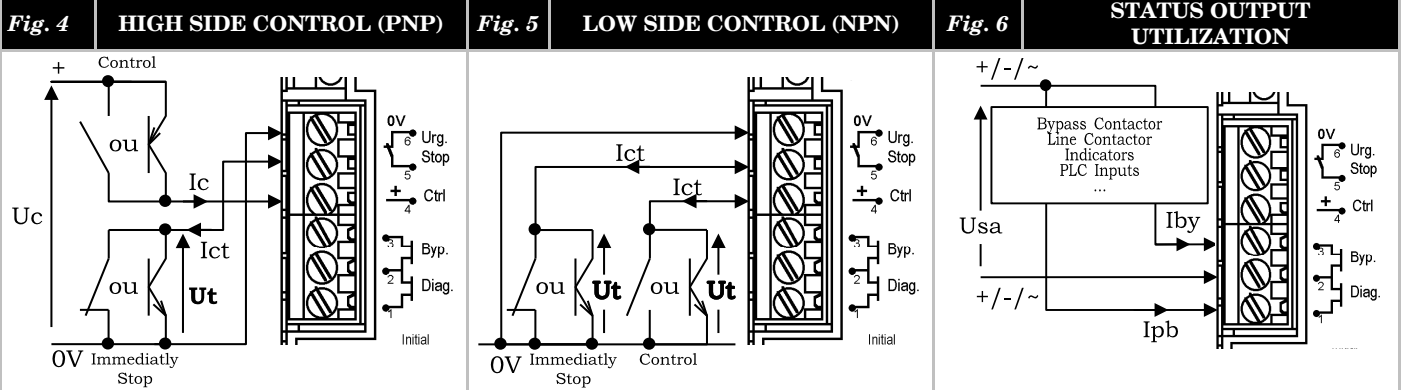 Fig. 4
HIGH SIDE CONTROL (PNP)
+
Control
ou
Ic
Uc
Ict
ou
Ut
0V
Immediatly
Stop
0V
6
Urg.
Stop
5
+
Ctrl
4
3
Byp.
2
Diag.
1
Initial
Fig. 5
LOW SIDE CONTROL (NPN)
Ict
Ict
ou
Ut
ou
Ut
0V
Immediatly
Stop
Control
0V
6
Urg.
Stop
5
+
Ctrl
4
3
Byp.
2
Diag.
1
Initial
Fig. 6
STATUS OUTPUT
UTILIZATION
+/-/~
Bypass Contactor
Line Contactor
Indicators
PLC Inputs
...
Usa
Iby
+/-/~
Ipb
0V
6
Urg.
Stop
5
+
Ctrl
4
3
Byp.
2
Diag.
1